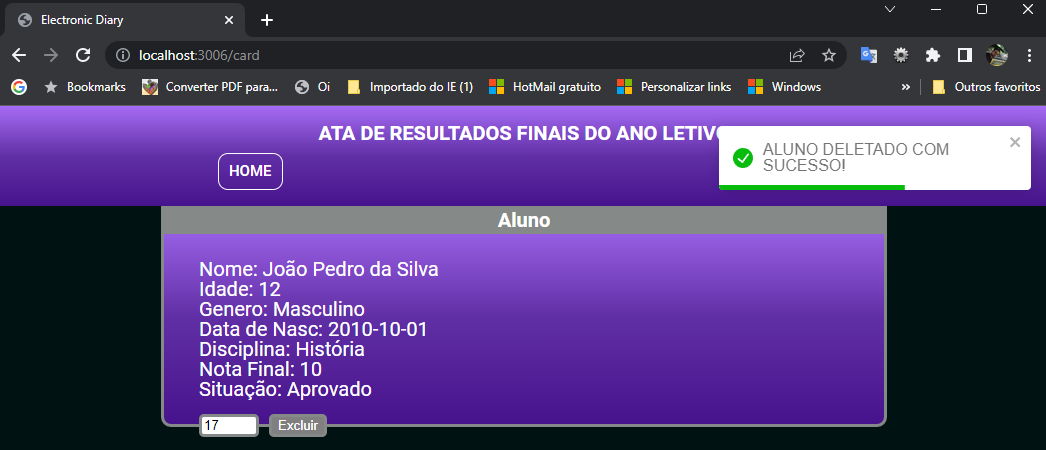 Electronic Diary
localhost:3006/card
Bookmarks
Converter PDF para...
Oi
Importado do IE (1)
HotMail gratuito
Personalizar links
Windows
»
Outros favoritos
ATA DE RESULTADOS FINAIS DO ANO LETIVO
HOME
ALUNO DELETADO COM
SUCESSO!
Aluno
Nome: João Pedro da Silva
Idade: 12
Genero: Masculino
Data de Nasc: 2010-10-01
Disciplina: História
Nota Final: 10
Situação: Aprovado
17
Excluir